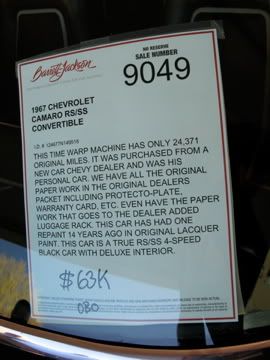 Barrett-Jackson
NO RESERVE
SALE NUMBER
9049
1967 CHEVROLET
CAMARO RS/SS
CONVERTIBLE
I.D. # 124677N149516
THIS TIME WARP MACHINE HAS ONLY 24,371
ORIGINAL MILES. IT WAS PURCHASED FROM A
NEW CAR CHEVY DEALER AND WAS HIS
PERSONAL CAR. WE HAVE ALL THE ORIGINAL
PAPER WORK IN THE ORIGINAL DEALERS
PACKET INCLUDING PROTECTO-PLATE,
WARRANTY CARD, ETC. EVEN HAVE THE PAPER
WORK THAT GOES TO THE DEALER ADDED
LUGGAGE RACK. THIS CAR HAS HAD ONE
REPAINT 14 YEARS AGO IN ORIGINAL LACQUER
PAINT. THIS CAR IS A TRUE RS/SS 4-SPEED
BLACK CAR WITH DELUXE INTERIOR.
$63K
OBO